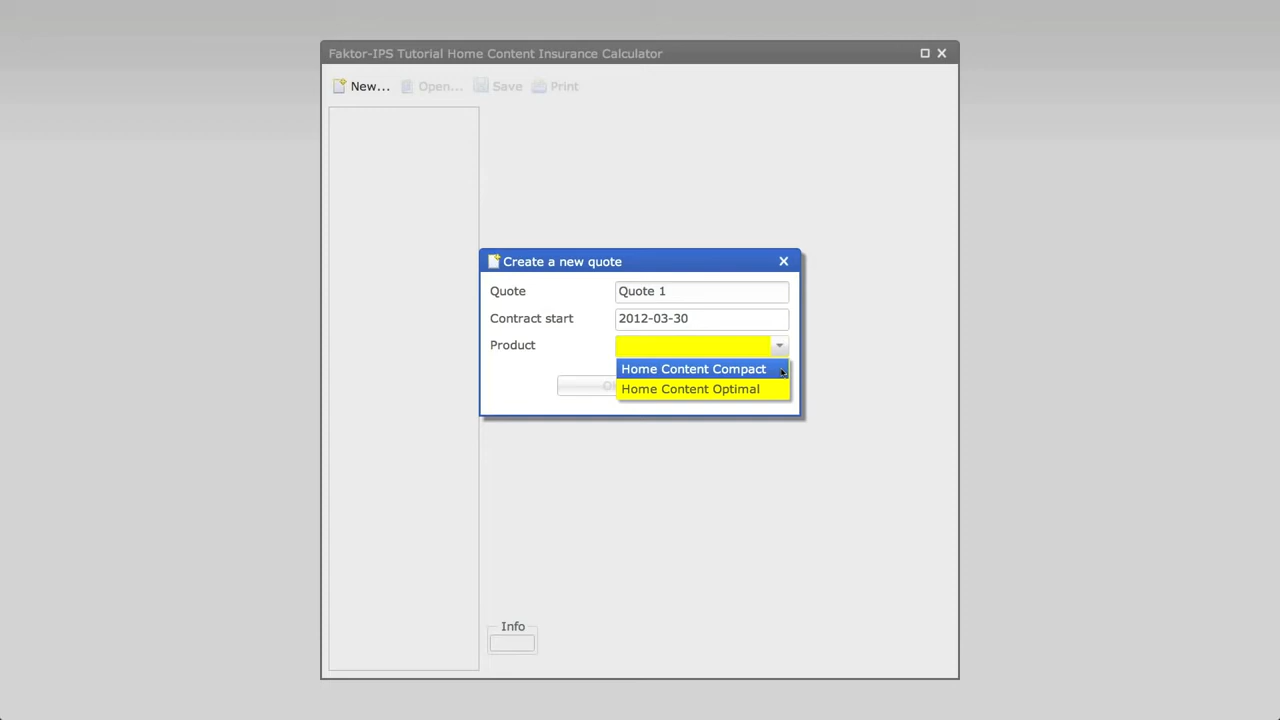 Faktor-IPS Tutorial Home Content Insurance Calculator
New... Open... Save Print
Create a new quote
Quote Quote 1
Contract start 2012-03-30
Product
Home Content Compact
Home Content Optimal
Info